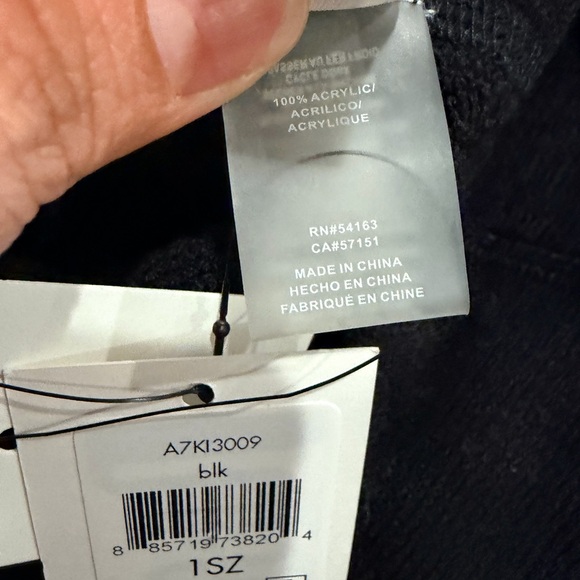 100% ACRYLIC/
ACRILICO/
ACRYLIQUE
RN#54163
CA#57151
MADE IN CHINA
HECHO EN CHINA
FABRIQUÉ EN CHINE
A7KI3009
blk
8 85719 73820 4
1SZ